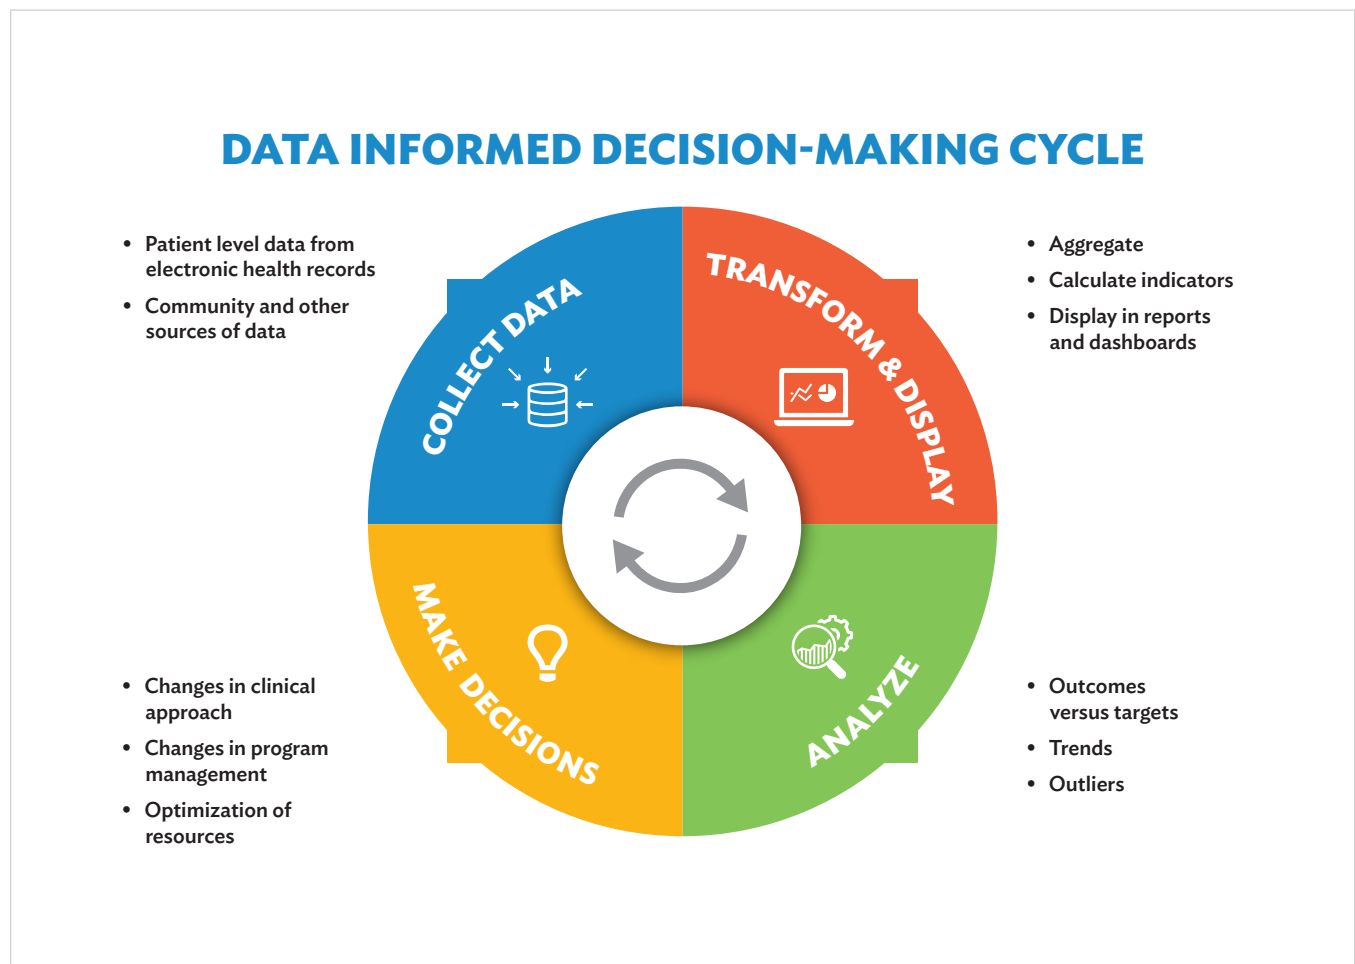 DATA INFORMED DECISION-MAKING CYCLE
• Patient level data from
electronic health records
• Community and other
sources of data
COLLECT DATA
TRANSFORM & DISPLAY
• Aggregate
• Calculate indicators
• Display in reports
and dashboards
• Changes in clinical
approach
• Changes in program
management
• Optimization of
resources
MAKE DECISIONS
ANALYZE
• Outcomes
versus targets
• Trends
• Outliers